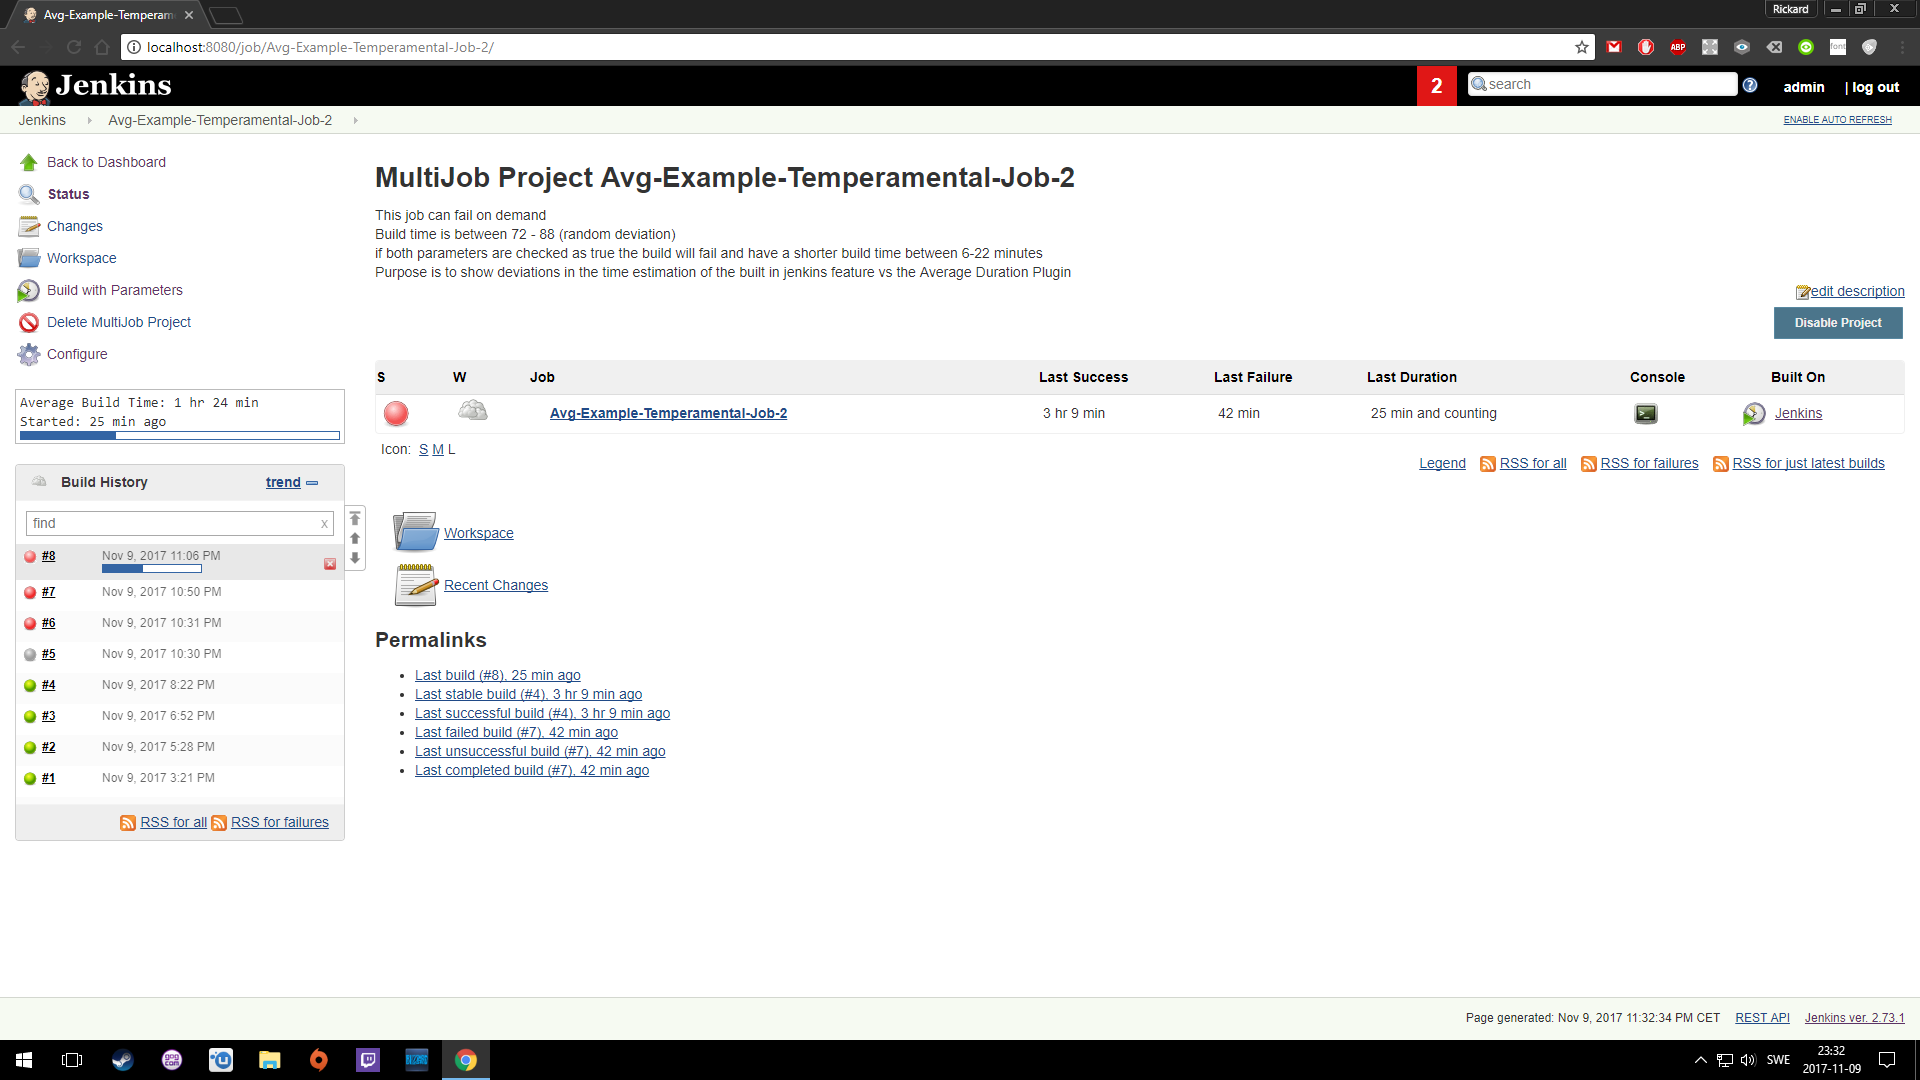 Avg-Example-Temperam
Rickard
localhost:8080/job/Avg-Example-Temperamental-Job-2/
ABP
font
Jenkins
2
search
admin
| log out
Jenkins
Avg-Example-Temperamental-Job-2
ENABLE AUTO REFRESH
Back to Dashboard
Status
Changes
Workspace
Build with Parameters
Delete MultiJob Project
Configure
Average Build Time: 1 hr 24 min
Started: 25 min ago
Build History
trend
find
x
#8 Nov 9, 2017 11:06 PM
#7 Nov 9, 2017 10:50 PM
#6 Nov 9, 2017 10:31 PM
#5 Nov 9, 2017 10:30 PM
#4 Nov 9, 2017 8:22 PM
#3 Nov 9, 2017 6:52 PM
#2 Nov 9, 2017 5:28 PM
#1 Nov 9, 2017 3:21 PM
RSS for all RSS for failures
MultiJob Project Avg-Example-Temperamental-Job-2
This job can fail on demand
Build time is between 72 - 88 (random deviation)
if both parameters are checked as true the build will fail and have a shorter build time between 6-22 minutes
Purpose is to show deviations in the time estimation of the built in jenkins feature vs the Average Duration Plugin
edit description
Disable Project
S W Job Last Success Last Failure Last Duration Console Built On
Avg-Example-Temperamental-Job-2 3 hr 9 min 42 min 25 min and counting Jenkins
Icon: S M L
Legend RSS for all RSS for failures RSS for just latest builds
Workspace
Recent Changes
Permalinks
Last build (#8), 25 min ago
Last stable build (#4), 3 hr 9 min ago
Last successful build (#4), 3 hr 9 min ago
Last failed build (#7), 42 min ago
Last unsuccessful build (#7), 42 min ago
Last completed build (#7), 42 min ago
Page generated: Nov 9, 2017 11:32:34 PM CET REST API Jenkins ver. 2.73.1
gog
com
SWE
23:32
2017-11-09